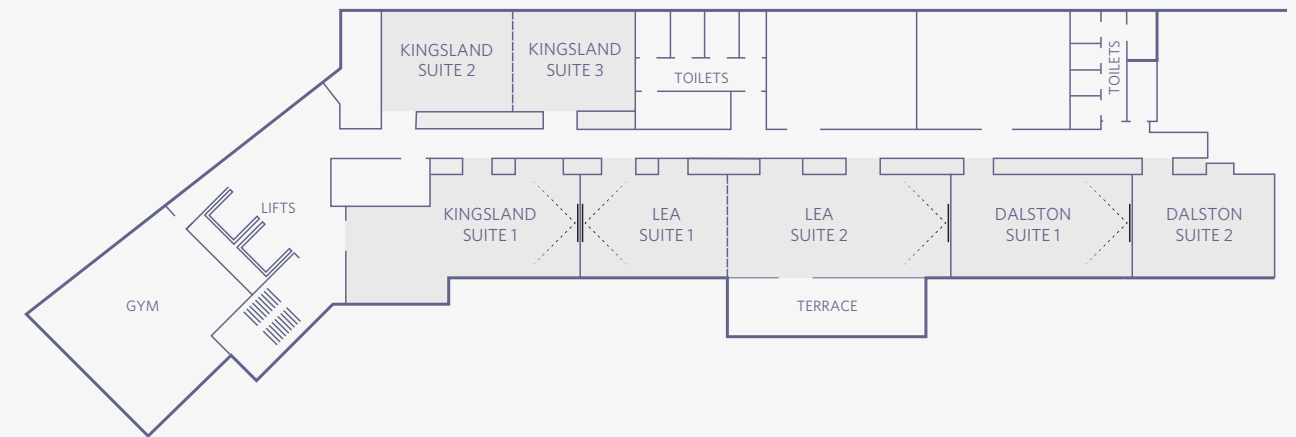 KINGSLAND
SUITE 2
KINGSLAND
SUITE 3
TOILETS
TOILETS
LIFTS
KINGSLAND
SUITE 1
LEA
SUITE 1
LEA
SUITE 2
DALSTON
SUITE 1
DALSTON
SUITE 2
GYM
TERRACE